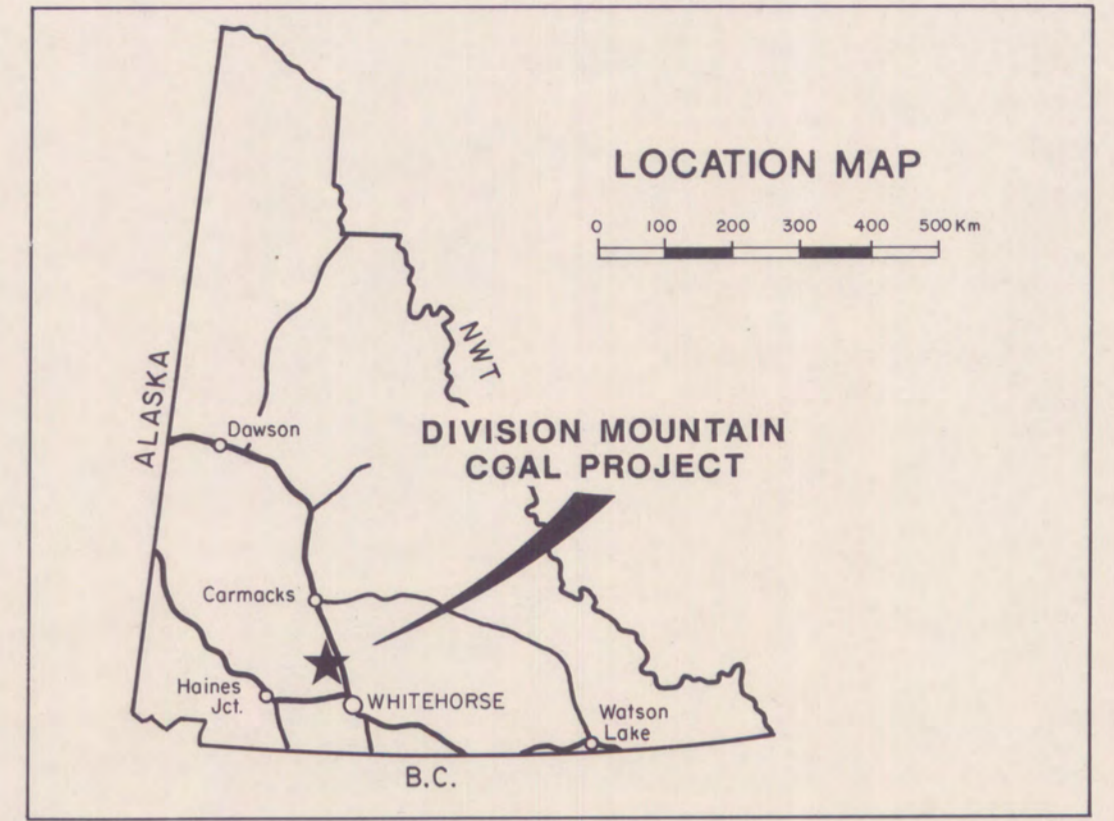 LOCATION MAP
0 100 200 300 400 500 Km
NWT
ALASKA
Dawson
DIVISION MOUNTAIN
COAL PROJECT
Carmacks
Haines
Jct.
WHITEHORSE
Watson
Lake
B.C.